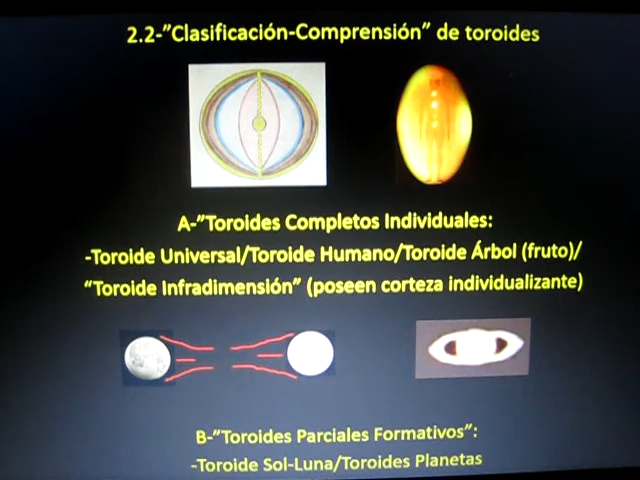 2.2-"Clasificación-Comprensión" de toroides
A-"Toroides Completos Individuales:
-Toroide Universal/Toroide Humano/Toroide Árbol (fruto)/
"Toroide Infradimensión" (poseen corteza individualizante)
B-"Toroides Parciales Formativos":
-Toroide Sol-Luna/Toroides Planetas